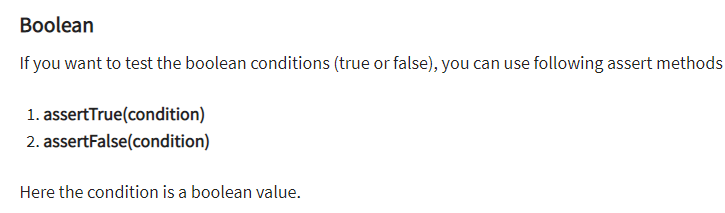 Boolean
If you want to test the boolean conditions (true or false), you can use following assert methods
1. assertTrue(condition)
2. assertFalse(condition)
Here the condition is a boolean value.